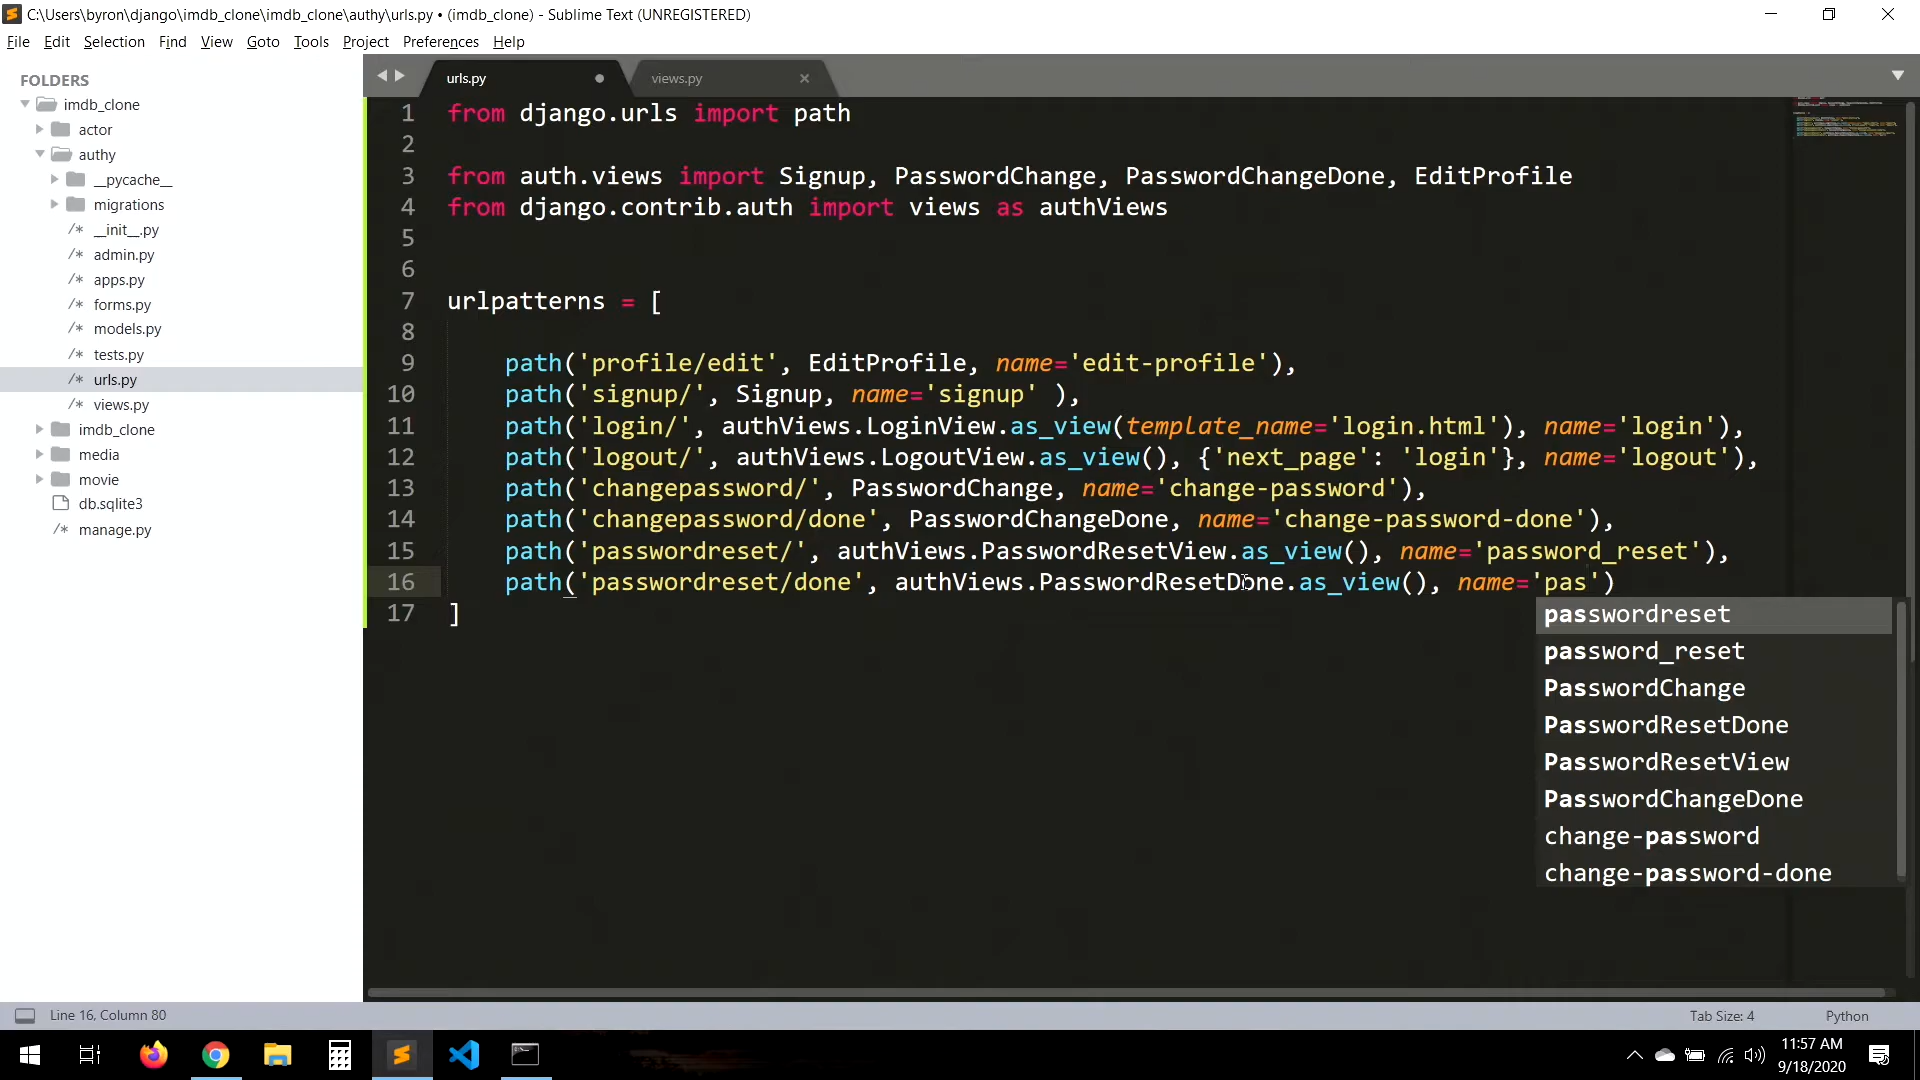 C:\Users\byron\django\imdb_clone\imdb_clone\authy\urls.py • (imdb_clone) - Sublime Text (UNREGISTERED)
File Edit Selection Find View Goto Tools Project Preferences Help
FOLDERS
imdb_clone
actor
authy
__pycache__
migrations
/* __init__.py
/* admin.py
/* apps.py
/* forms.py
/* models.py
/* tests.py
/* urls.py
/* views.py
imdb_clone
media
movie
db.sqlite3
/* manage.py
urls.py views.py
1 from django.urls import path
2
3 from auth.views import Signup, PasswordChange, PasswordChangeDone, EditProfile
4 from django.contrib.auth import views as authViews
5
6
7 urlpatterns = [
8
9 path('profile/edit', EditProfile, name='edit-profile'),
10 path('signup/', Signup, name='signup' ),
11 path('login/', authViews.LoginView.as_view(template_name='login.html'), name='login'),
12 path('logout/', authViews.LogoutView.as_view(), {'next_page': 'login'}, name='logout'),
13 path('changepassword/', PasswordChange, name='change-password'),
14 path('changepassword/done', PasswordChangeDone, name='change-password-done'),
15 path('passwordreset/', authViews.PasswordResetView.as_view(), name='password_reset'),
16 path('passwordreset/done', authViews.PasswordResetDone.as_view(), name='pas')
17 ]
passwordreset
password_reset
PasswordChange
PasswordResetDone
PasswordResetView
PasswordChangeDone
change-password
change-password-done
Line 16, Column 80
Tab Size: 4
Python
11:57 AM
9/18/2020